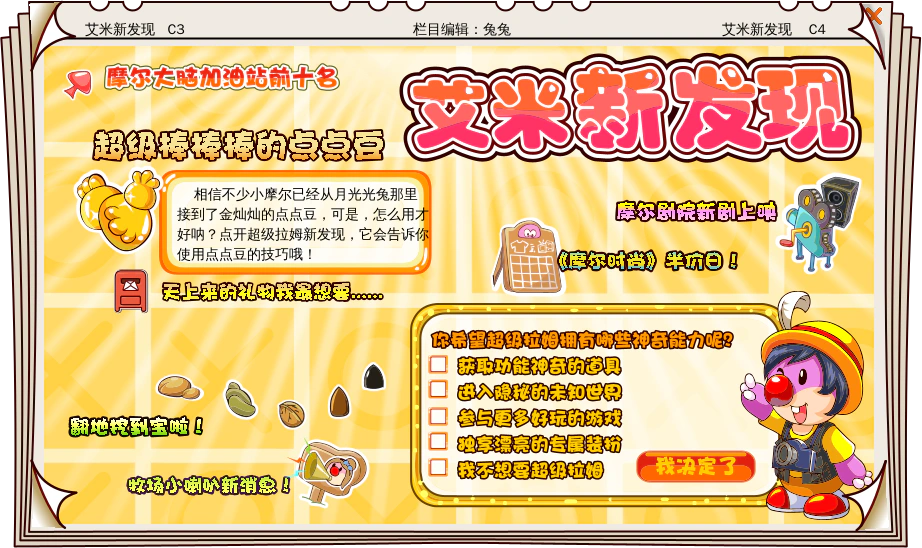 艾米新发现 C3
栏目编辑：兔兔
艾米新发现 C4
摩尔大脑加油站前十名
艾米新发现
超级棒棒棒的点点豆
相信不少小摩尔已经从月光光兔那里
接到了金灿灿的点点豆，可是，怎么用才
好呐？点开超级拉姆新发现，它会告诉你
使用点点豆的技巧哦！
摩尔剧院新剧上映
《摩尔时尚》半价日！
天上来的礼物我最想要......
你希望超级拉姆拥有哪些神奇能力呢?
获取功能神奇的道具
进入隐秘的未知世界
参与更多好玩的游戏
独享漂亮的专属装扮
我不想要超级拉姆
我决定了
翻地挖到宝啦！
牧场小喇叭新消息！